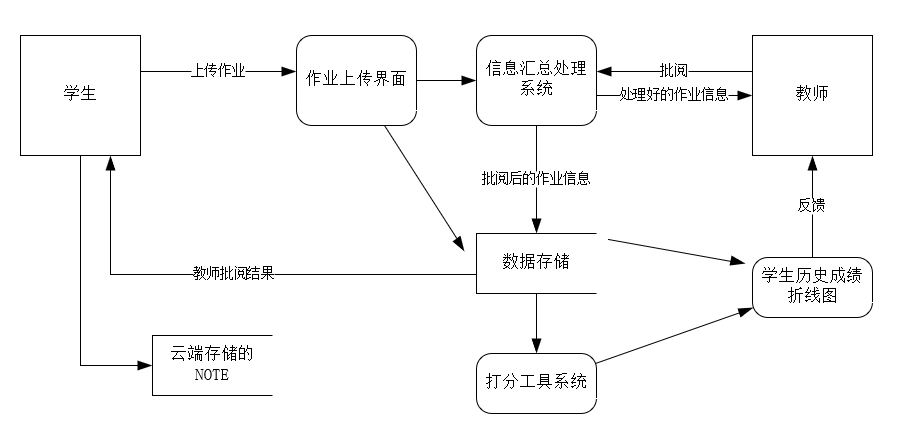 学生
上传作业
作业上传界面
信息汇总处理
系统
批阅
处理好的作业信息
教师
批阅后的作业信息
反馈
教师批阅结果
数据存储
学生历史成绩
折线图
云端存储的
NOTE
打分工具系统